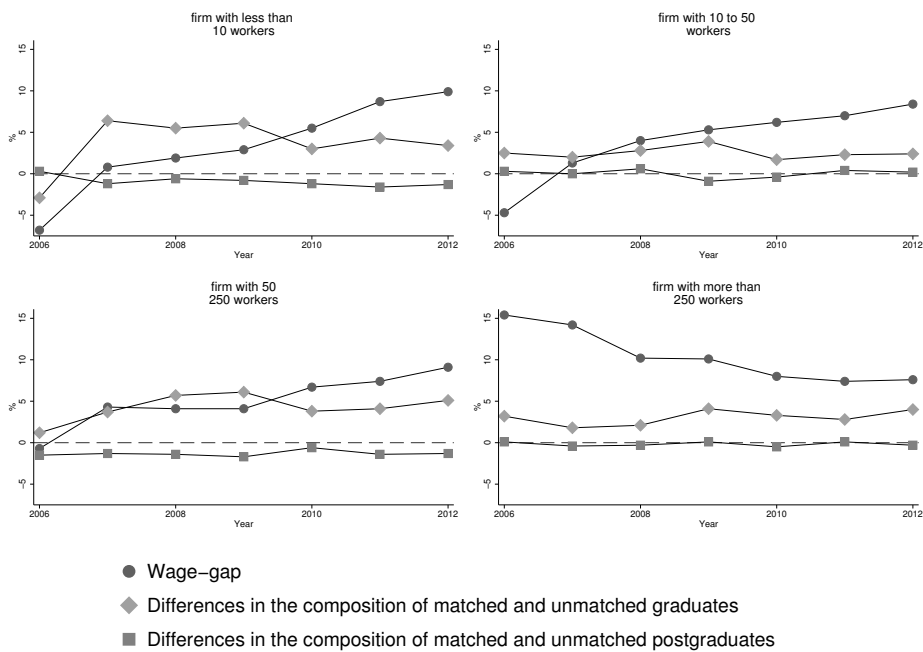 firm with less than
10 workers
15
10
5
0
−5
%
2006
2008
2010
2012
Year
firm with 10 to 50
workers
15
10
5
0
−5
%
2006
2008
2010
2012
Year
firm with 50
250 workers
15
10
5
0
−5
%
2006
2008
2010
2012
Year
firm with more than
250 workers
15
10
5
0
−5
%
2006
2008
2010
2012
Year
Wage−gap
Differences in the composition of matched and unmatched graduates
Differences in the composition of matched and unmatched postgraduates